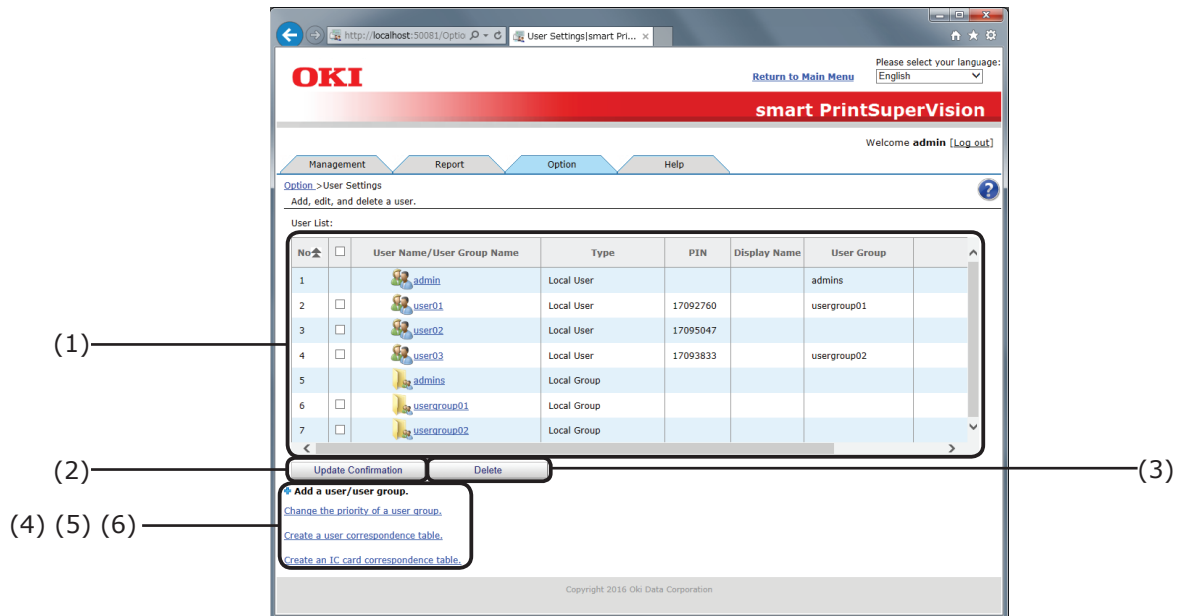 http://localhost:50081/Optio
User Settings|smart Pri...
OKI
Return to Main Menu
Please select your language:
English
smart PrintSuperVision
Welcome admin [Log out]
Management Report Option Help
Option >User Settings
Add, edit, and delete a user.
User List:
No User Name/User Group Name Type PIN Display Name User Group
1 admin Local User admins
2 user01 Local User 17092760 usergroup01
3 user02 Local User 17095047
4 user03 Local User 17093833 usergroup02
5 admins Local Group
6 usergroup01 Local Group
7 usergroup02 Local Group
(1)
Update Confirmation Delete
(2)
(3)
Add a user/user group.
Change the priority of a user group.
(4) (5) (6)
Create a user correspondence table.
Create an IC card correspondence table.
Copyright 2016 Oki Data Corporation